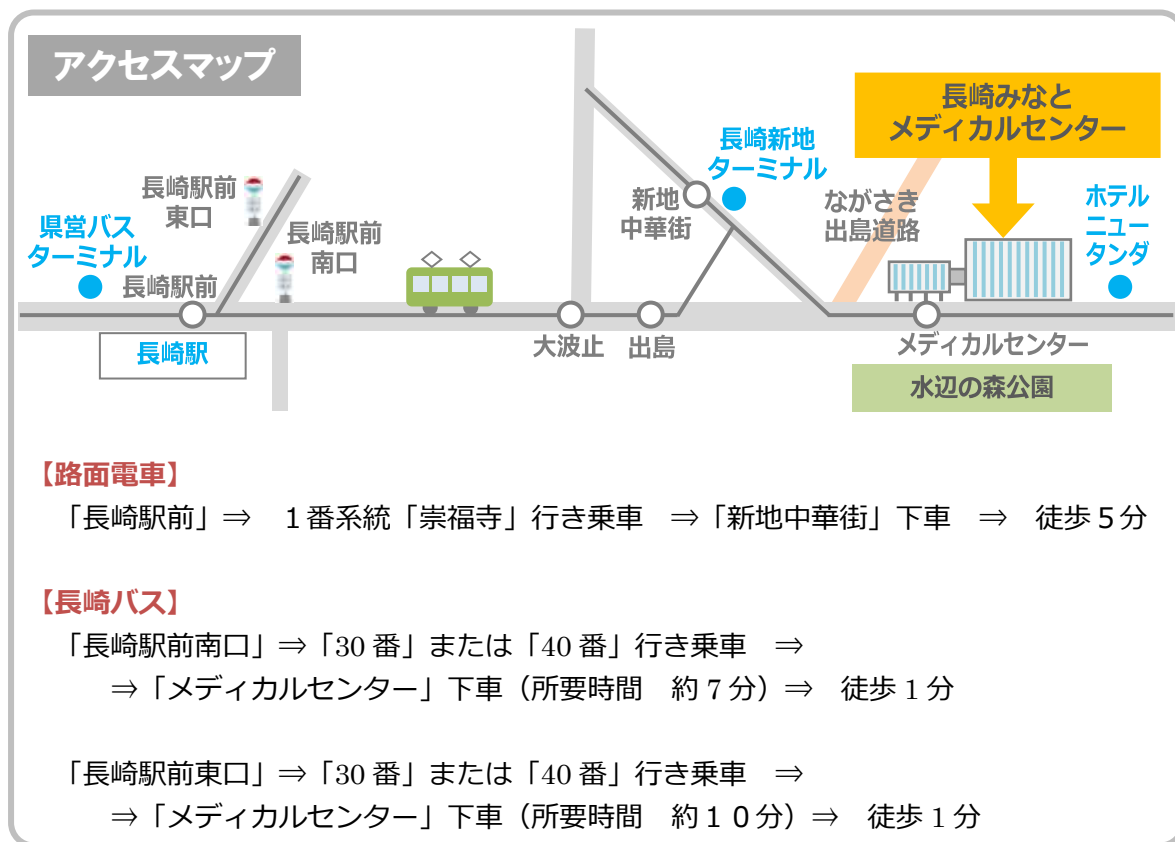 アクセスマップ
長崎みなと
メディカルセンター
長崎新地
ターミナル
長崎駅前
東口
新地
中華街
ながさき
出島道路
ホテル
ニュー
タンダ
県営バス
ターミナル
長崎駅前
南口
長崎駅前
長崎駅
大波止
出島
メディカルセンター
水辺の森公園
【路面電車】
「長崎駅前」⇒　１番系統「崇福寺」行き乗車　⇒「新地中華街」下車　⇒　徒歩５分
【長崎バス】
「長崎駅前南口」⇒「30 番」または「40 番」行き乗車　⇒
⇒「メディカルセンター」下車（所要時間　約 7 分）⇒　徒歩 1 分
「長崎駅前東口」⇒「30 番」または「40 番」行き乗車　⇒
⇒「メディカルセンター」下車（所要時間　約１０分）⇒　徒歩 1 分